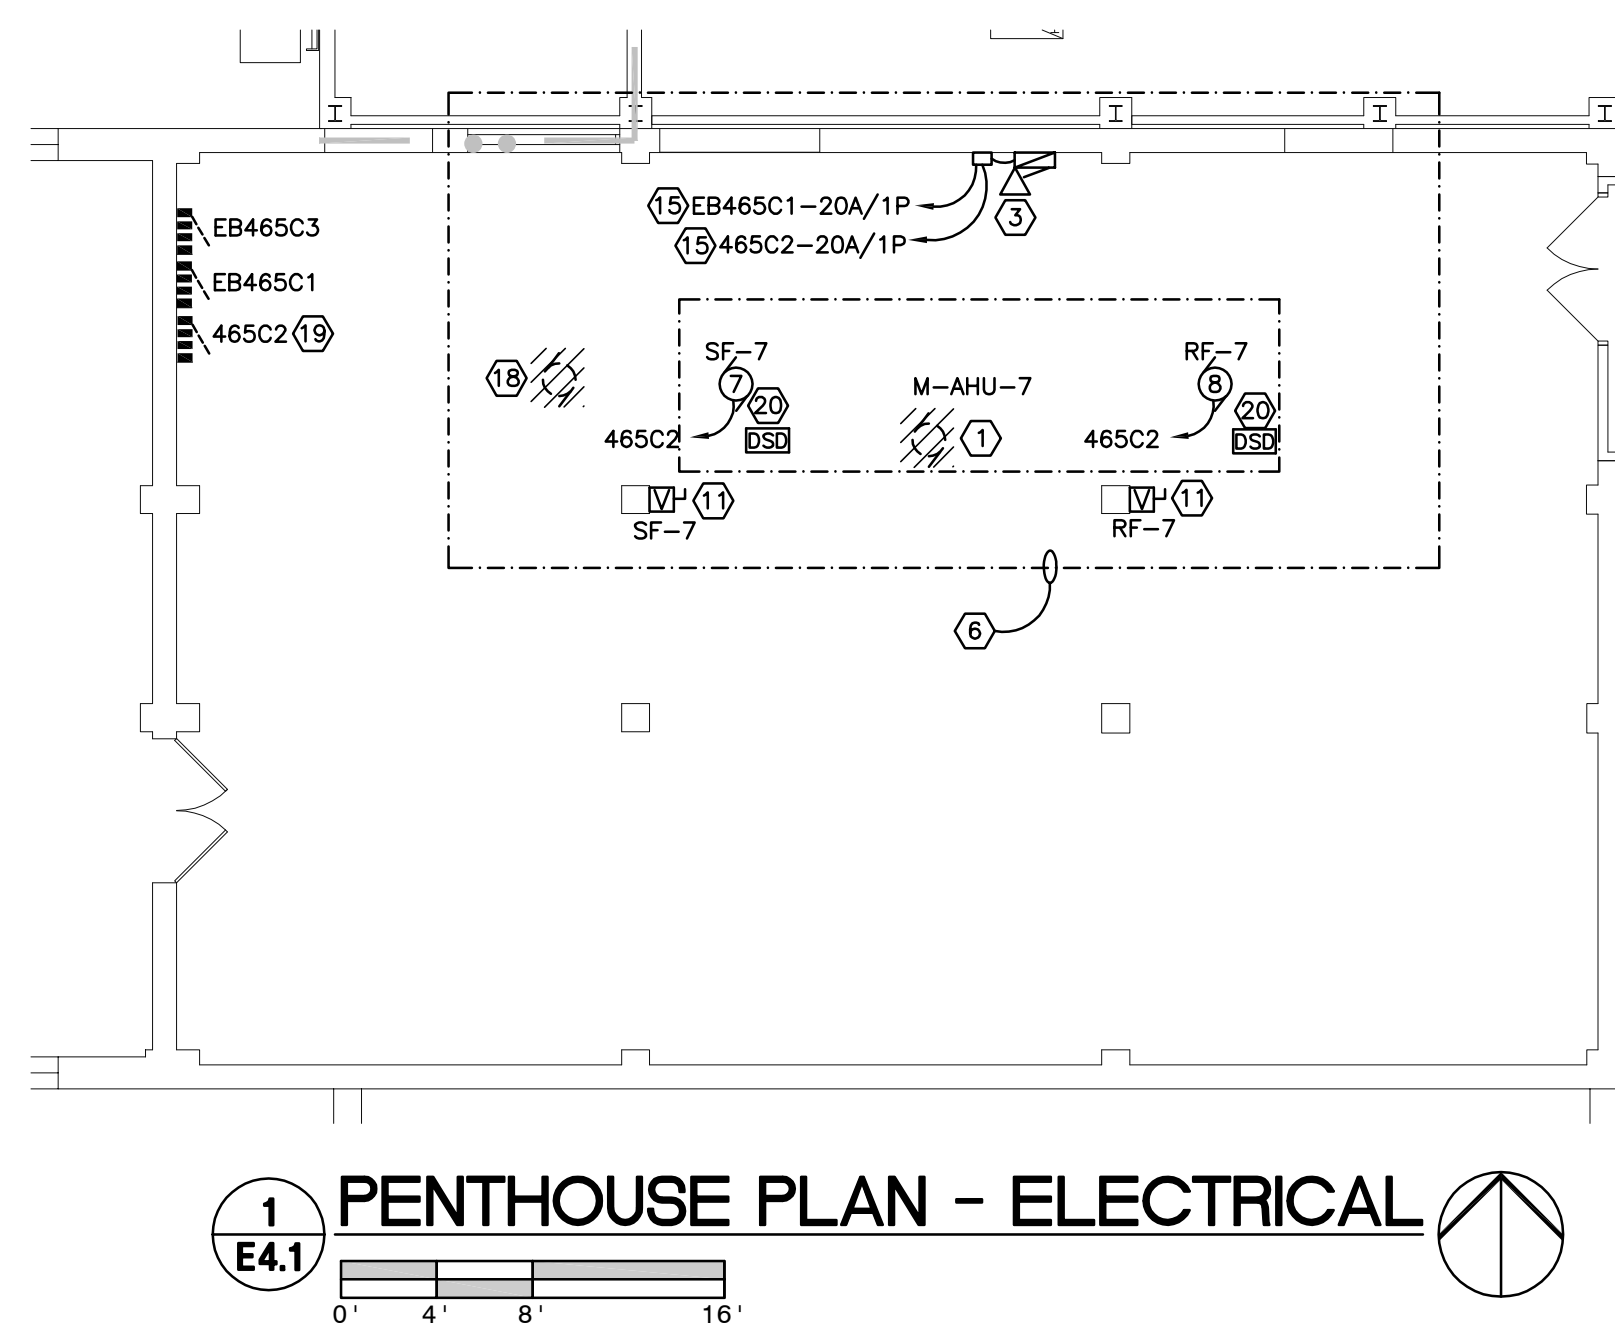 15 EB465C1-20A/1P
3
15 465C2-20A/1P
EB465C3
EB465C1
465C2 19
SF-7
RF-7
18
7
M-AHU-7
8
20
20
465C2
DSD
1
465C2
DSD
V
11
V
11
SF-7
RF-7
6
1
E4.1
PENTHOUSE PLAN - ELECTRICAL
0' 4' 8' 16'